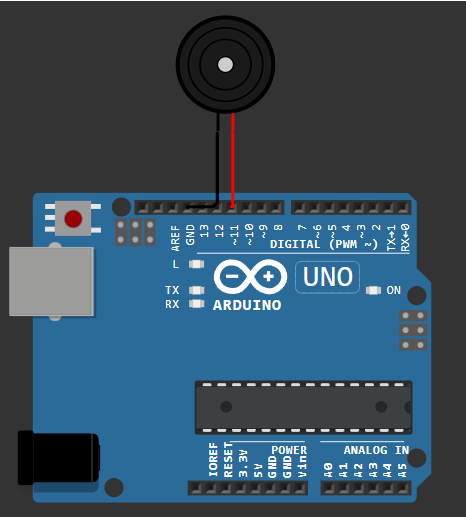 AREF
GND
13
12
~11
~10
~9
8
7
~6
~5
4
~3
2
TX→1
RX←0
DIGITAL (PWM ~)
L
TX
RX
ARDUINO
UNO
ON
POWER
ANALOG IN
IOREF
RESET
3.3V
5V
GND
GND
Vin
A0
A1
A2
A3
A4
A5